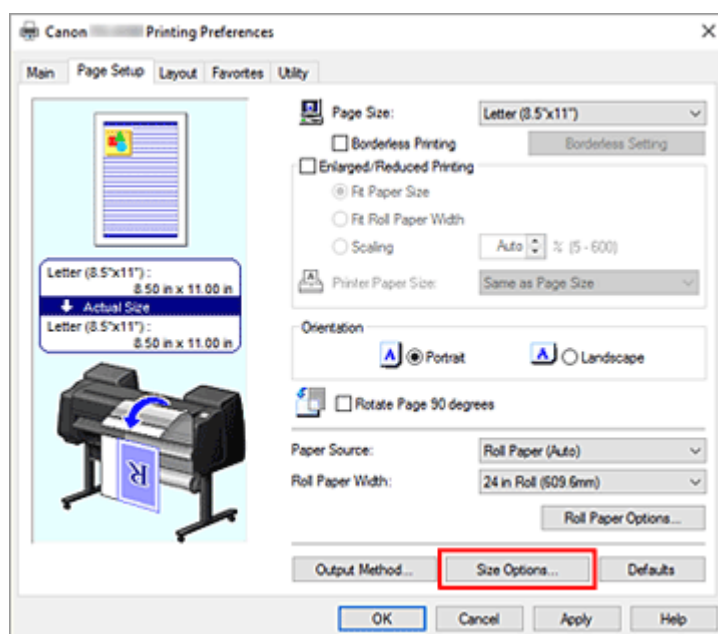 Canon Printing Preferences
Main Page Setup Layout Favorites Utility
Page Size: Letter (8.5"x11")
Borderless Printing Borderless Setting
Enlarged/Reduced Printing
Fit Paper Size
Fit Roll Paper Width
Scaling Auto % (5 - 600)
Printer Paper Size: Same as Page Size
Letter (8.5"x11") :
8.50 in x 11.00 in
Actual Size
Letter (8.5"x11") :
8.50 in x 11.00 in
Orientation
A Portrait A Landscape
Rotate Page 90 degrees
R
Paper Source: Roll Paper (Auto)
Roll Paper Width: 24 in Roll (609.6mm)
Roll Paper Options...
Output Method... Size Options... Defaults
OK Cancel Apply Help